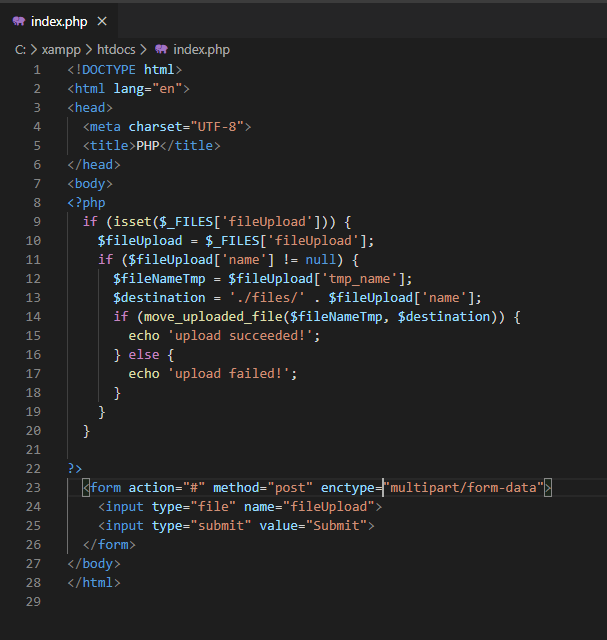 index.php ×
C: > xampp > htdocs > index.php
1 <!DOCTYPE html>
2 <html lang="en">
3 <head>
4 <meta charset="UTF-8">
5 <title>PHP</title>
6 </head>
7 <body>
8 <?php
9 if (isset($_FILES['fileUpload'])) {
10 $fileUpload = $_FILES['fileUpload'];
11 if ($fileUpload['name'] != null) {
12 $fileNameTmp = $fileUpload['tmp_name'];
13 $destination = './files/' . $fileUpload['name'];
14 if (move_uploaded_file($fileNameTmp, $destination)) {
15 echo 'upload succeeded!';
16 } else {
17 echo 'upload failed!';
18 }
19 }
20 }
21
22 ?>
23 <form action="#" method="post" enctype="multipart/form-data">
24 <input type="file" name="fileUpload">
25 <input type="submit" value="Submit">
26 </form>
27 </body>
28 </html>
29